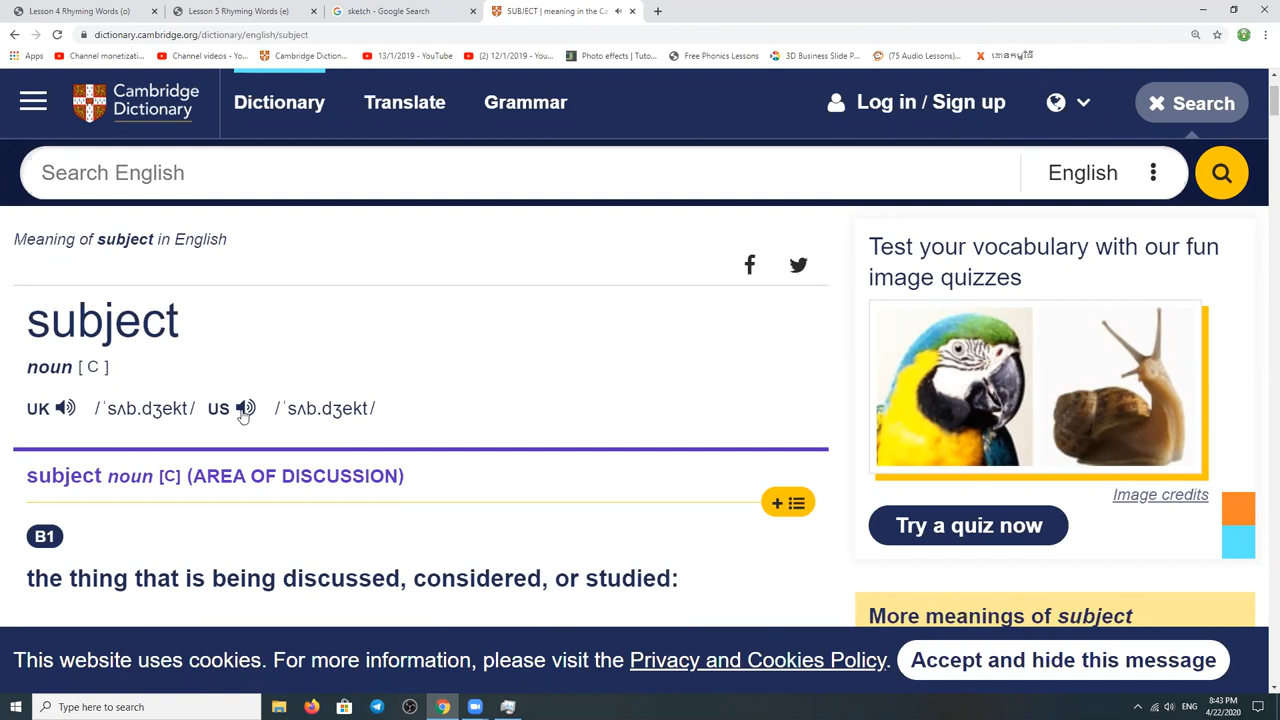 Lesson 4 Rhyming Words (o)
Lesson 5 Rhyming Words (e)
sketch - Google Search
SUBJECT | meaning in the Ca
dictionary.cambridge.org/dictionary/english/subject
Apps
Channel monetizati...
Channel videos - Yo...
Cambridge Diction...
13/1/2019 - YouTube
(2) 12/1/2019 - You...
Photo effects | Tuto...
Free Phonics Lessons
3D Business Slide P...
(75 Audio Lessons)...
Cambridge
Dictionary
Dictionary
Translate
Grammar
Log in / Sign up
Search
Search English
English
Meaning of subject in English
subject
noun [ C ]
UK /ˈsʌb.dʒekt/ US /ˈsʌb.dʒekt/
subject noun [C] (AREA OF DISCUSSION)
B1
the thing that is being discussed, considered, or studied:
Test your vocabulary with our fun
image quizzes
Image credits
Try a quiz now
More meanings of subject
This website uses cookies. For more information, please visit the Privacy and Cookies Policy.
Accept and hide this message
Type here to search
ENG
8:43 PM
4/22/2020